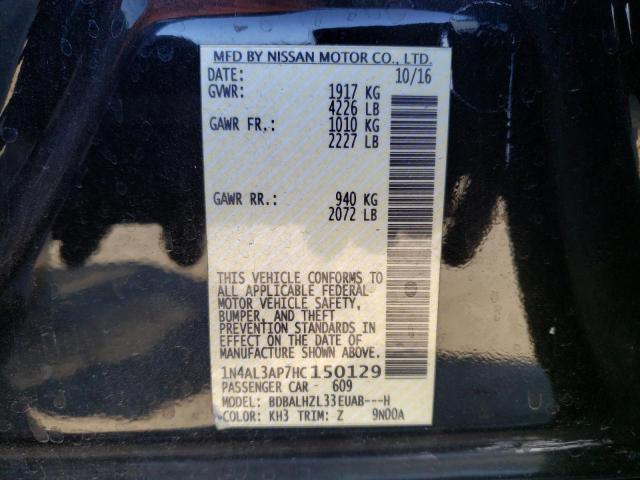 MFD BY NISSAN MOTOR CO., LTD.
DATE: 10/16
GVWR: 1917 KG
4226 LB
GAWR FR.: 1010 KG
2227 LB
GAWR RR.: 940 KG
2072 LB
THIS VEHICLE CONFORMS TO
ALL APPLICABLE FEDERAL
MOTOR VEHICLE SAFETY,
BUMPER, AND THEFT
PREVENTION STANDARDS IN
EFFECT ON THE DATE OF
MANUFACTURE SHOWN ABOVE.
1N4AL3AP7HC150129
PASSENGER CAR - 609
MODEL: BDBALHZL33EUAB---H
COLOR: KH3 TRIM: Z 9N00A